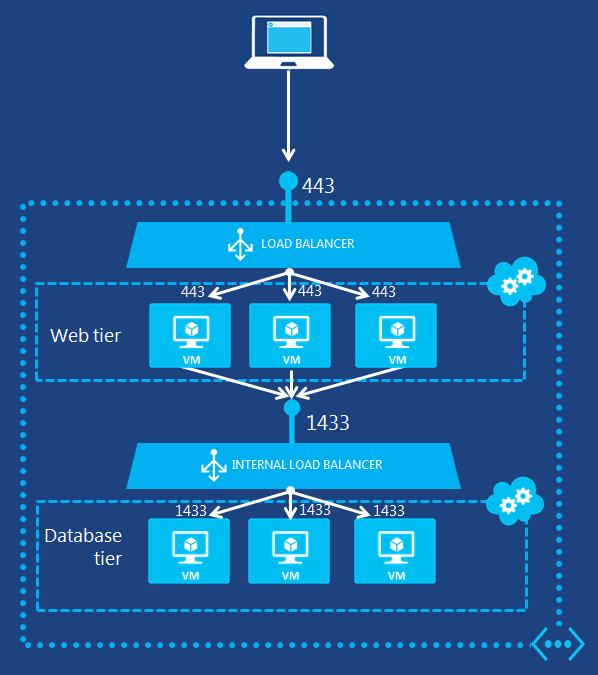 443
LOAD BALANCER
443
443
443
Web tier
VM
VM
VM
1433
INTERNAL LOAD BALANCER
1433
1433
1433
Database
tier
VM
VM
VM